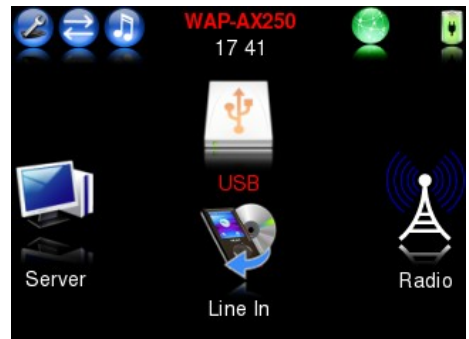 WAP-AX250
17 41
USB
Server
Radio
Line In